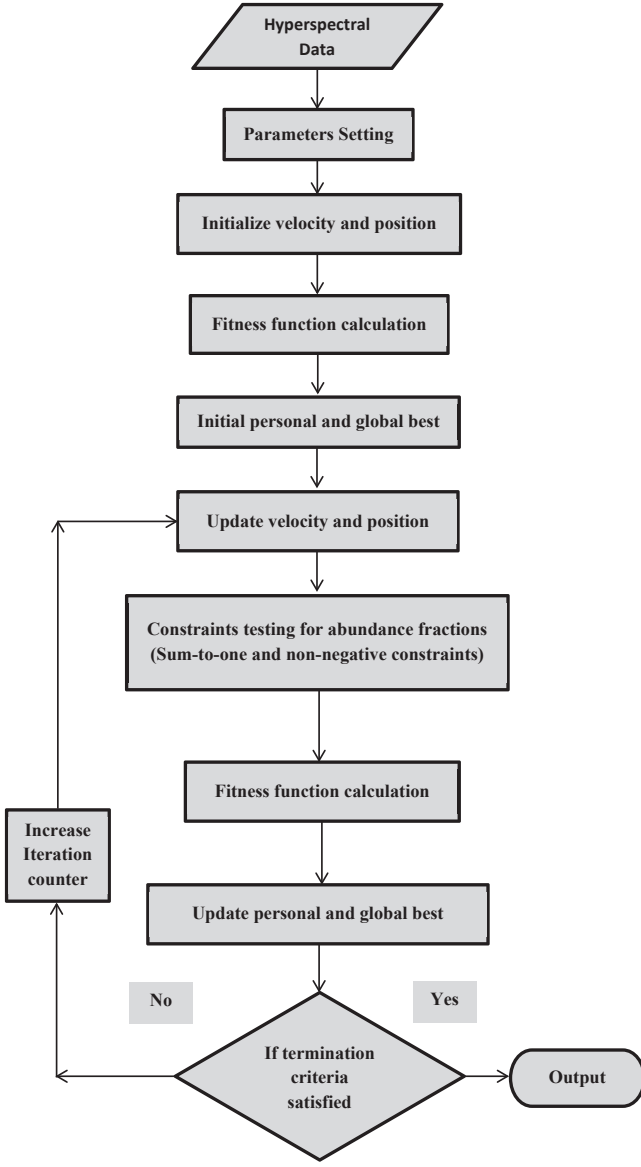 Hyperspectral
Data
Parameters Setting
Initialize velocity and position
Fitness function calculation
Initial personal and global best
Update velocity and position
Constraints testing for abundance fractions
(Sum-to-one and non-negative constraints)
Fitness function calculation
Increase
Iteration
counter
Update personal and global best
No
Yes
If termination
criteria
satisfied
Output